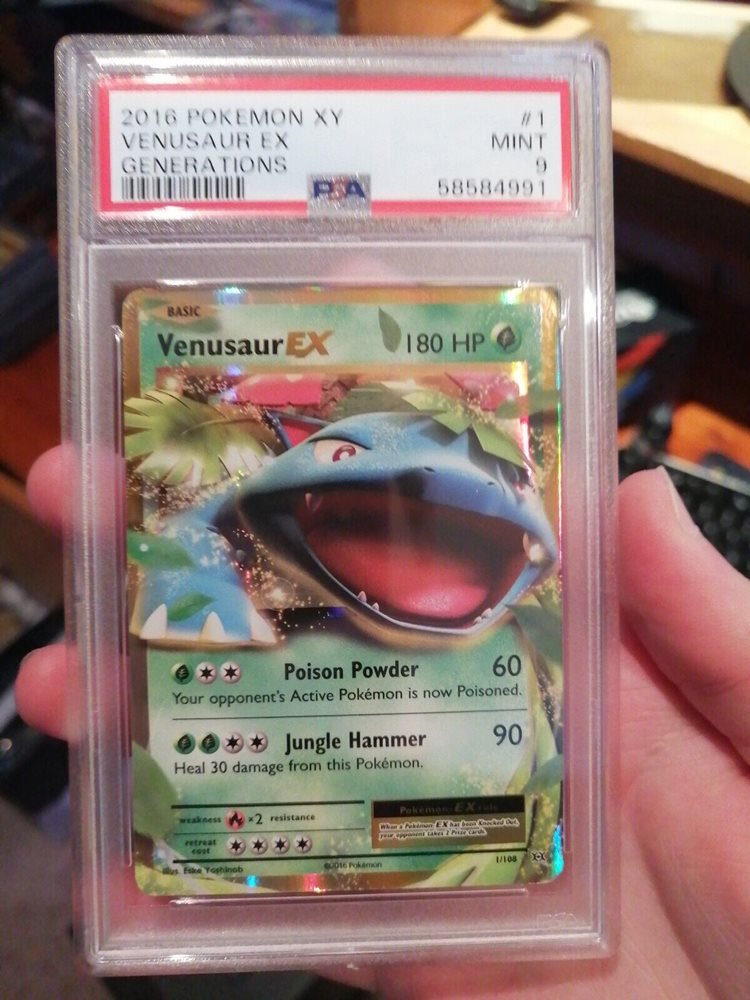 2016 POKEMON XY #1
VENUSAUR EX MINT
GENERATIONS 9
PSA 58584991
BASIC
Venusaur EX 180 HP
Poison Powder 60
Your opponent's Active Pokémon is now Poisoned.
Jungle Hammer 90
Heal 30 damage from this Pokémon.
weakness ×2 resistance
Pokémon-EX rule
When a Pokémon-EX has been Knocked Out,
your opponent takes 2 Prize cards.
retreat
cost
Illus. Eske Yoshinob
©2016 Pokémon
1/108